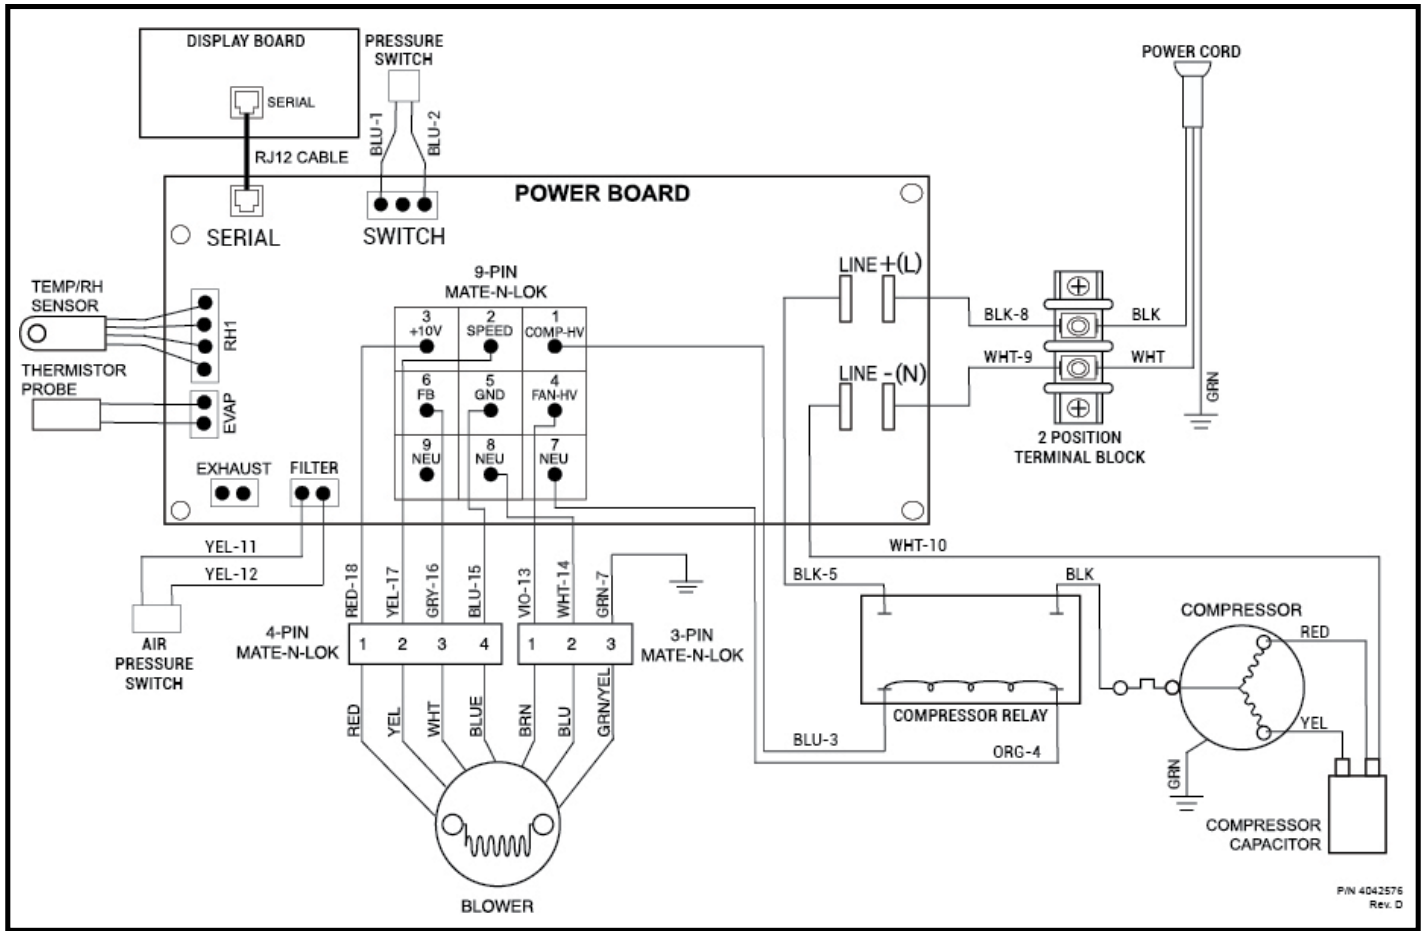 DISPLAY BOARD
SERIAL
RJ12 CABLE
PRESSURE
SWITCH
BLU-1
BLU-2
POWER CORD
POWER BOARD
SERIAL
SWITCH
TEMP/RH
SENSOR
RH1
THERMISTOR
PROBE
EVAP
EXHAUST
FILTER
9-PIN
MATE-N-LOK
3
+10V
2
SPEED
1
COMP-HV
6
FB
5
GND
4
FAN-HV
9
NEU
8
NEU
7
NEU
LINE +(L)
LINE -(N)
BLK-8
BLK
WHT-9
WHT
GRN
2 POSITION
TERMINAL BLOCK
YEL-11
YEL-12
AIR
PRESSURE
SWITCH
RED-18
YEL-17
GRY-16
BLU-15
VIO-13
WHT-14
GRN-7
4-PIN
MATE-N-LOK
1 2 3 4
1 2 3
3-PIN
MATE-N-LOK
RED
YEL
WHT
BLUE
BRN
BLU
GRN/YEL
BLOWER
WHT-10
BLK-5
BLK
COMPRESSOR RELAY
BLU-3
ORG-4
COMPRESSOR
RED
YEL
GRN
COMPRESSOR
CAPACITOR
P/N 4042576
Rev. D